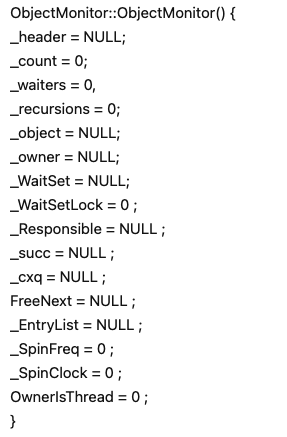 ObjectMonitor::ObjectMonitor() {
_header = NULL;
_count = 0;
_waiters = 0,
_recursions = 0;
_object = NULL;
_owner = NULL;
_WaitSet = NULL;
_WaitSetLock = 0 ;
_Responsible = NULL ;
_succ = NULL ;
_cxq = NULL ;
FreeNext = NULL ;
_EntryList = NULL ;
_SpinFreq = 0 ;
_SpinClock = 0 ;
OwnerIsThread = 0 ;
}